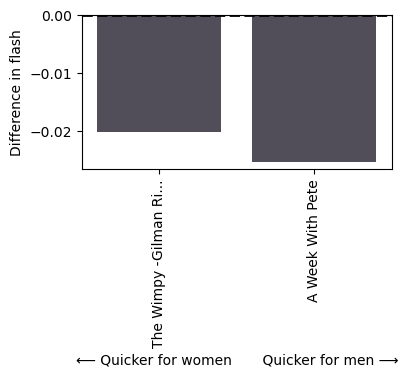 Difference in flash
0.00
−0.01
−0.02
The Wimpy -Gilman Ri...
A Week With Pete
⟵ Quicker for women
Quicker for men ⟶